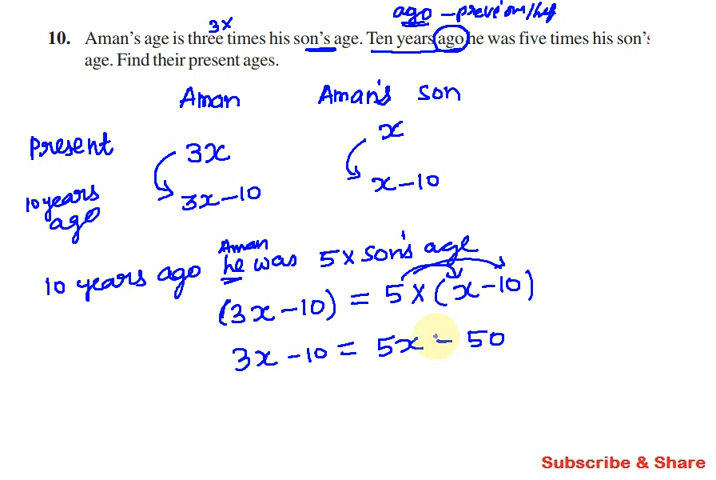 3x
ago – previous/
10. Aman's age is three times his son's age. Ten years ago he was five times his son's
age. Find their present ages.
Aman Aman's son
Present 3x x
10 years ago 3x – 10 x – 10
Aman
10 years ago he was 5 x son's age
(3x – 10) = 5 × (x – 10)
3x – 10 = 5x – 50
Subscribe & Share